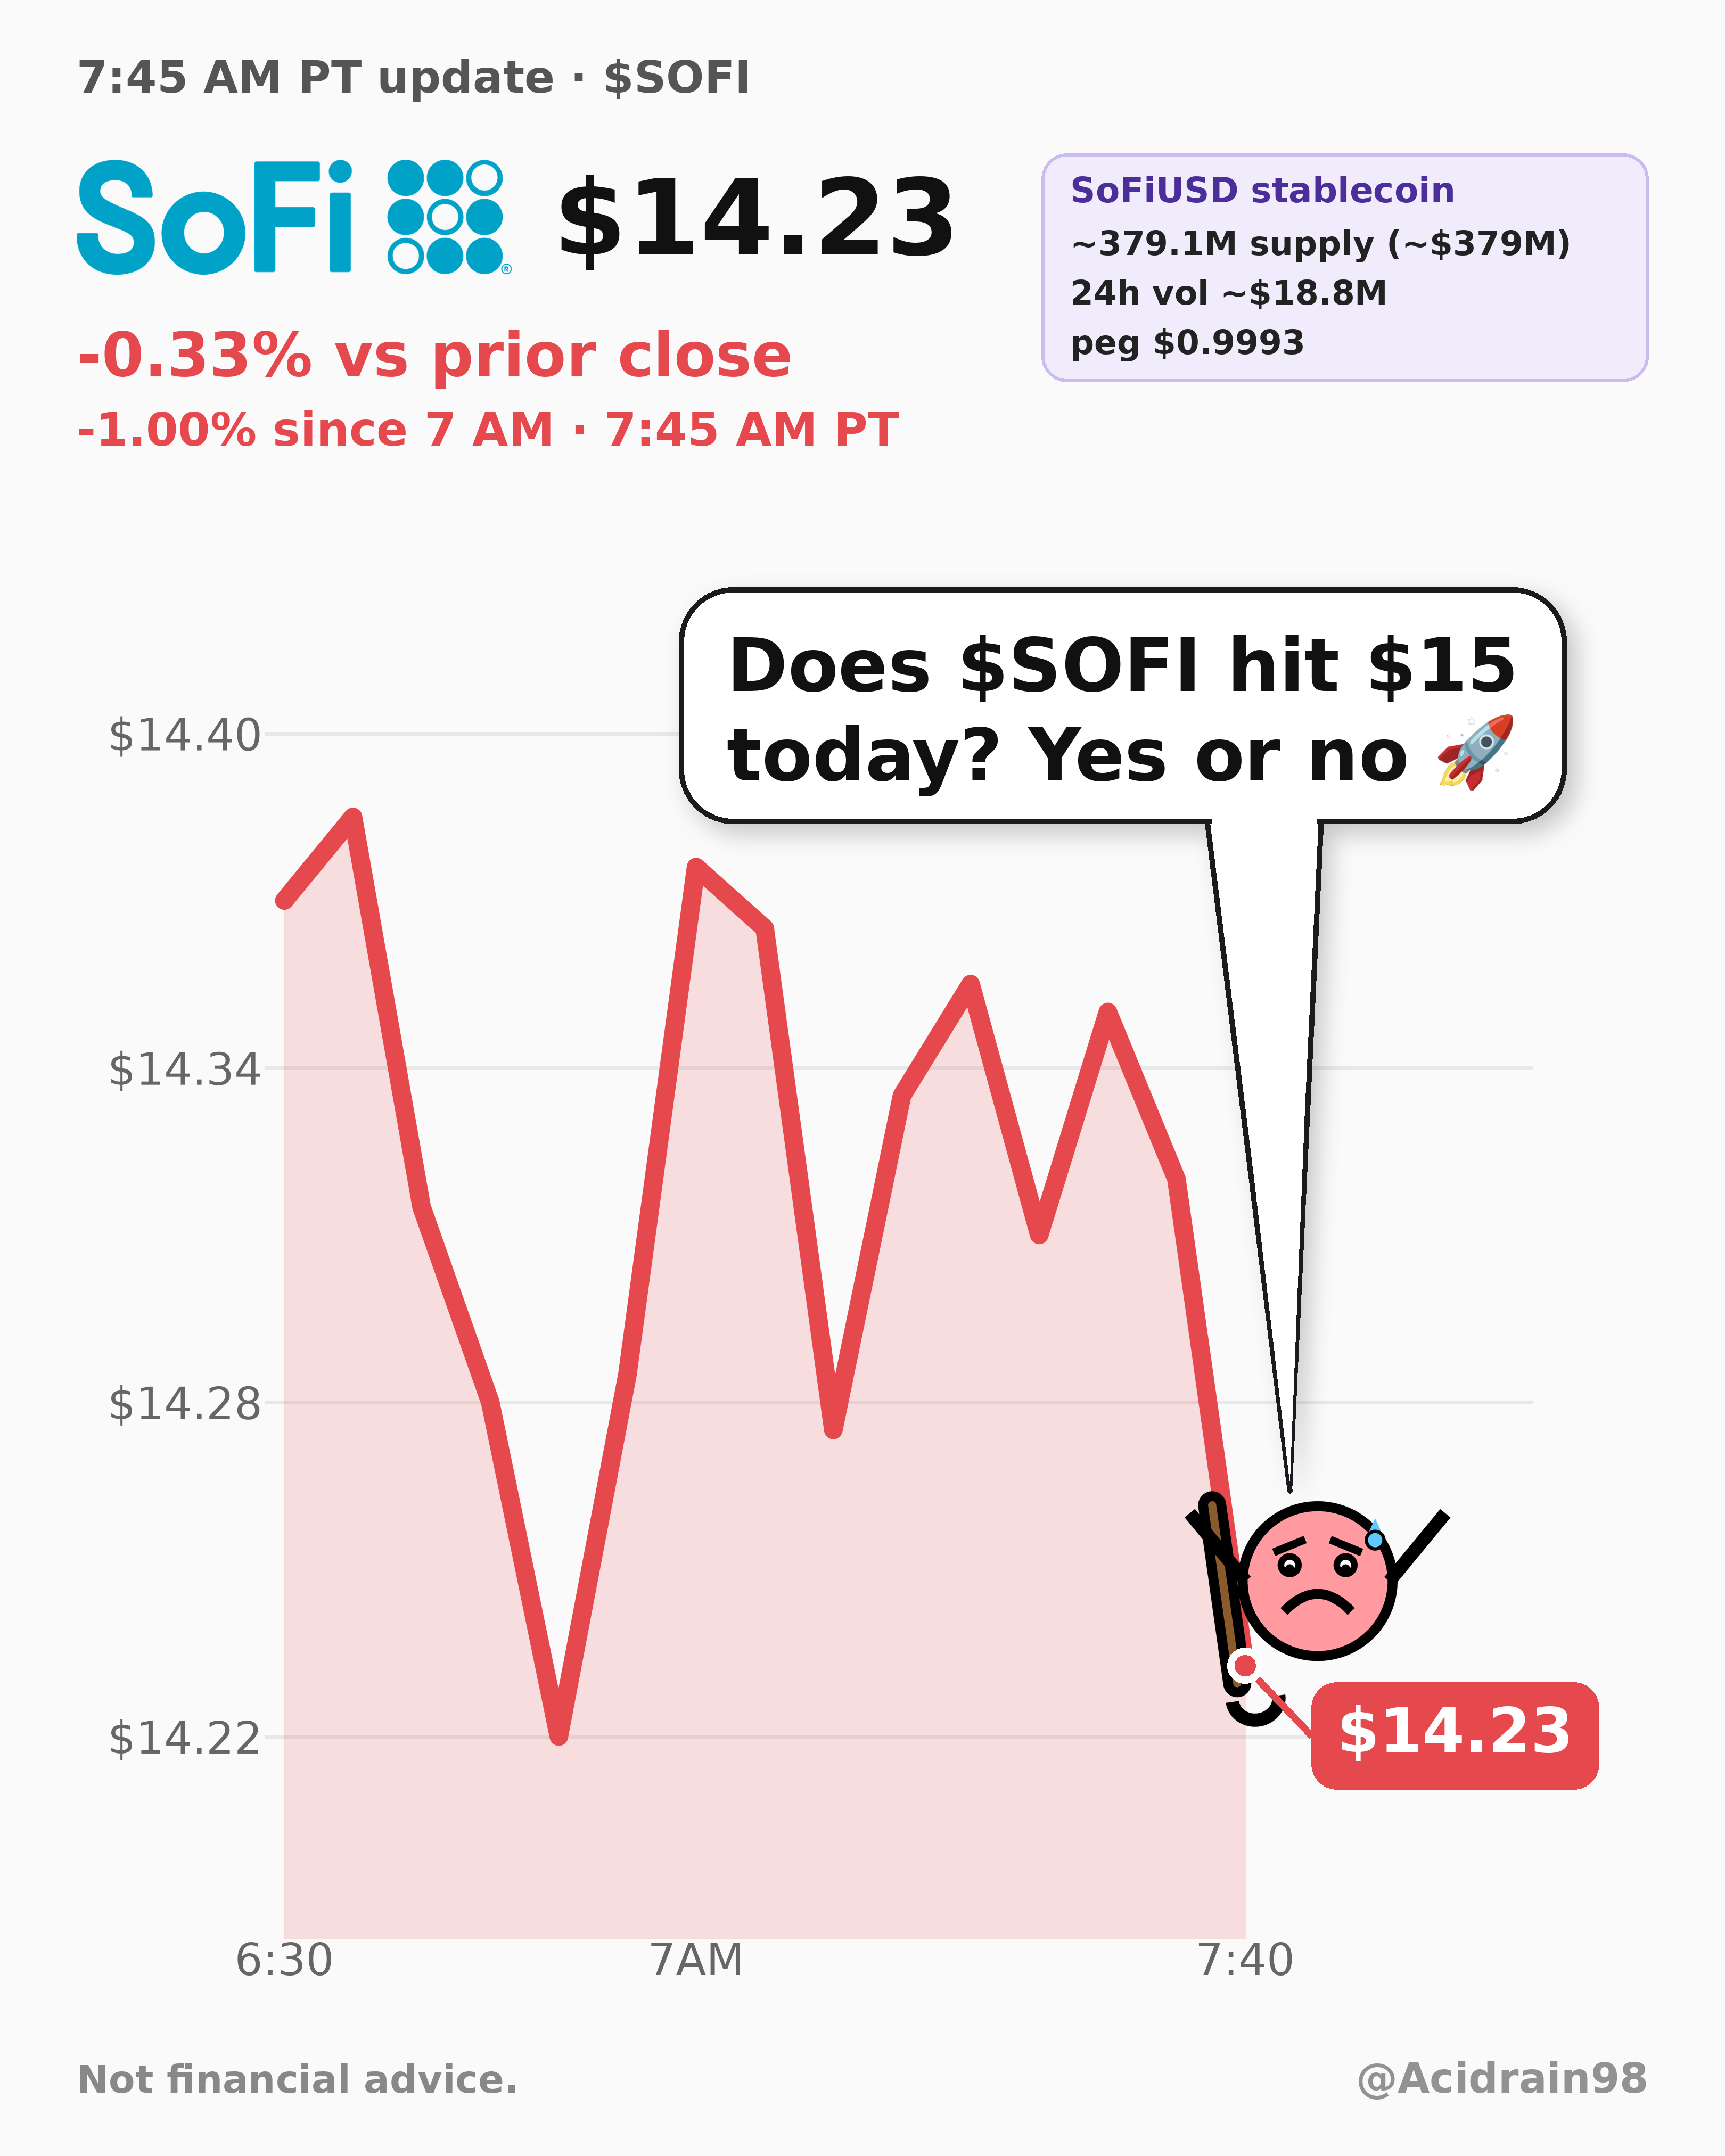 7:45 AM PT update · $SOFI
SoFi ® $14.23
-0.33% vs prior close
-1.00% since 7 AM · 7:45 AM PT
SoFiUSD stablecoin
~379.1M supply (~$379M)
24h vol ~$18.8M
peg $0.9993
Does $SOFI hit $15
today? Yes or no 🚀
$14.40
$14.34
$14.28
$14.22
$14.23
6:30 7AM 7:40
Not financial advice.
@Acidrain98